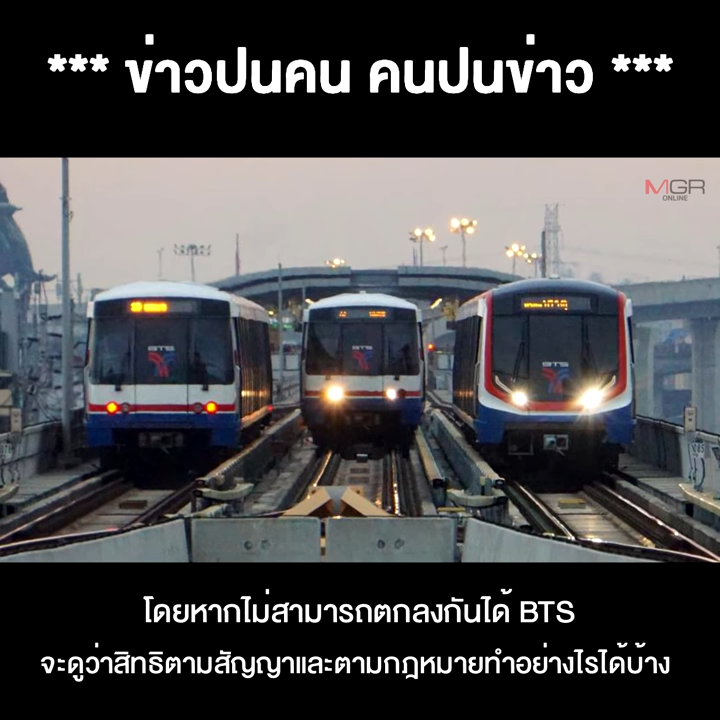 *** ข่าวปนคน คนปนข่าว ***
MGR
ONLINE
BTS
BTS
BTS
โดยหากไม่สามารถตกลงกันได้ BTS
จะดูว่าสิทธิตามสัญญาและตามกฎหมายทำอย่างไรได้บ้าง